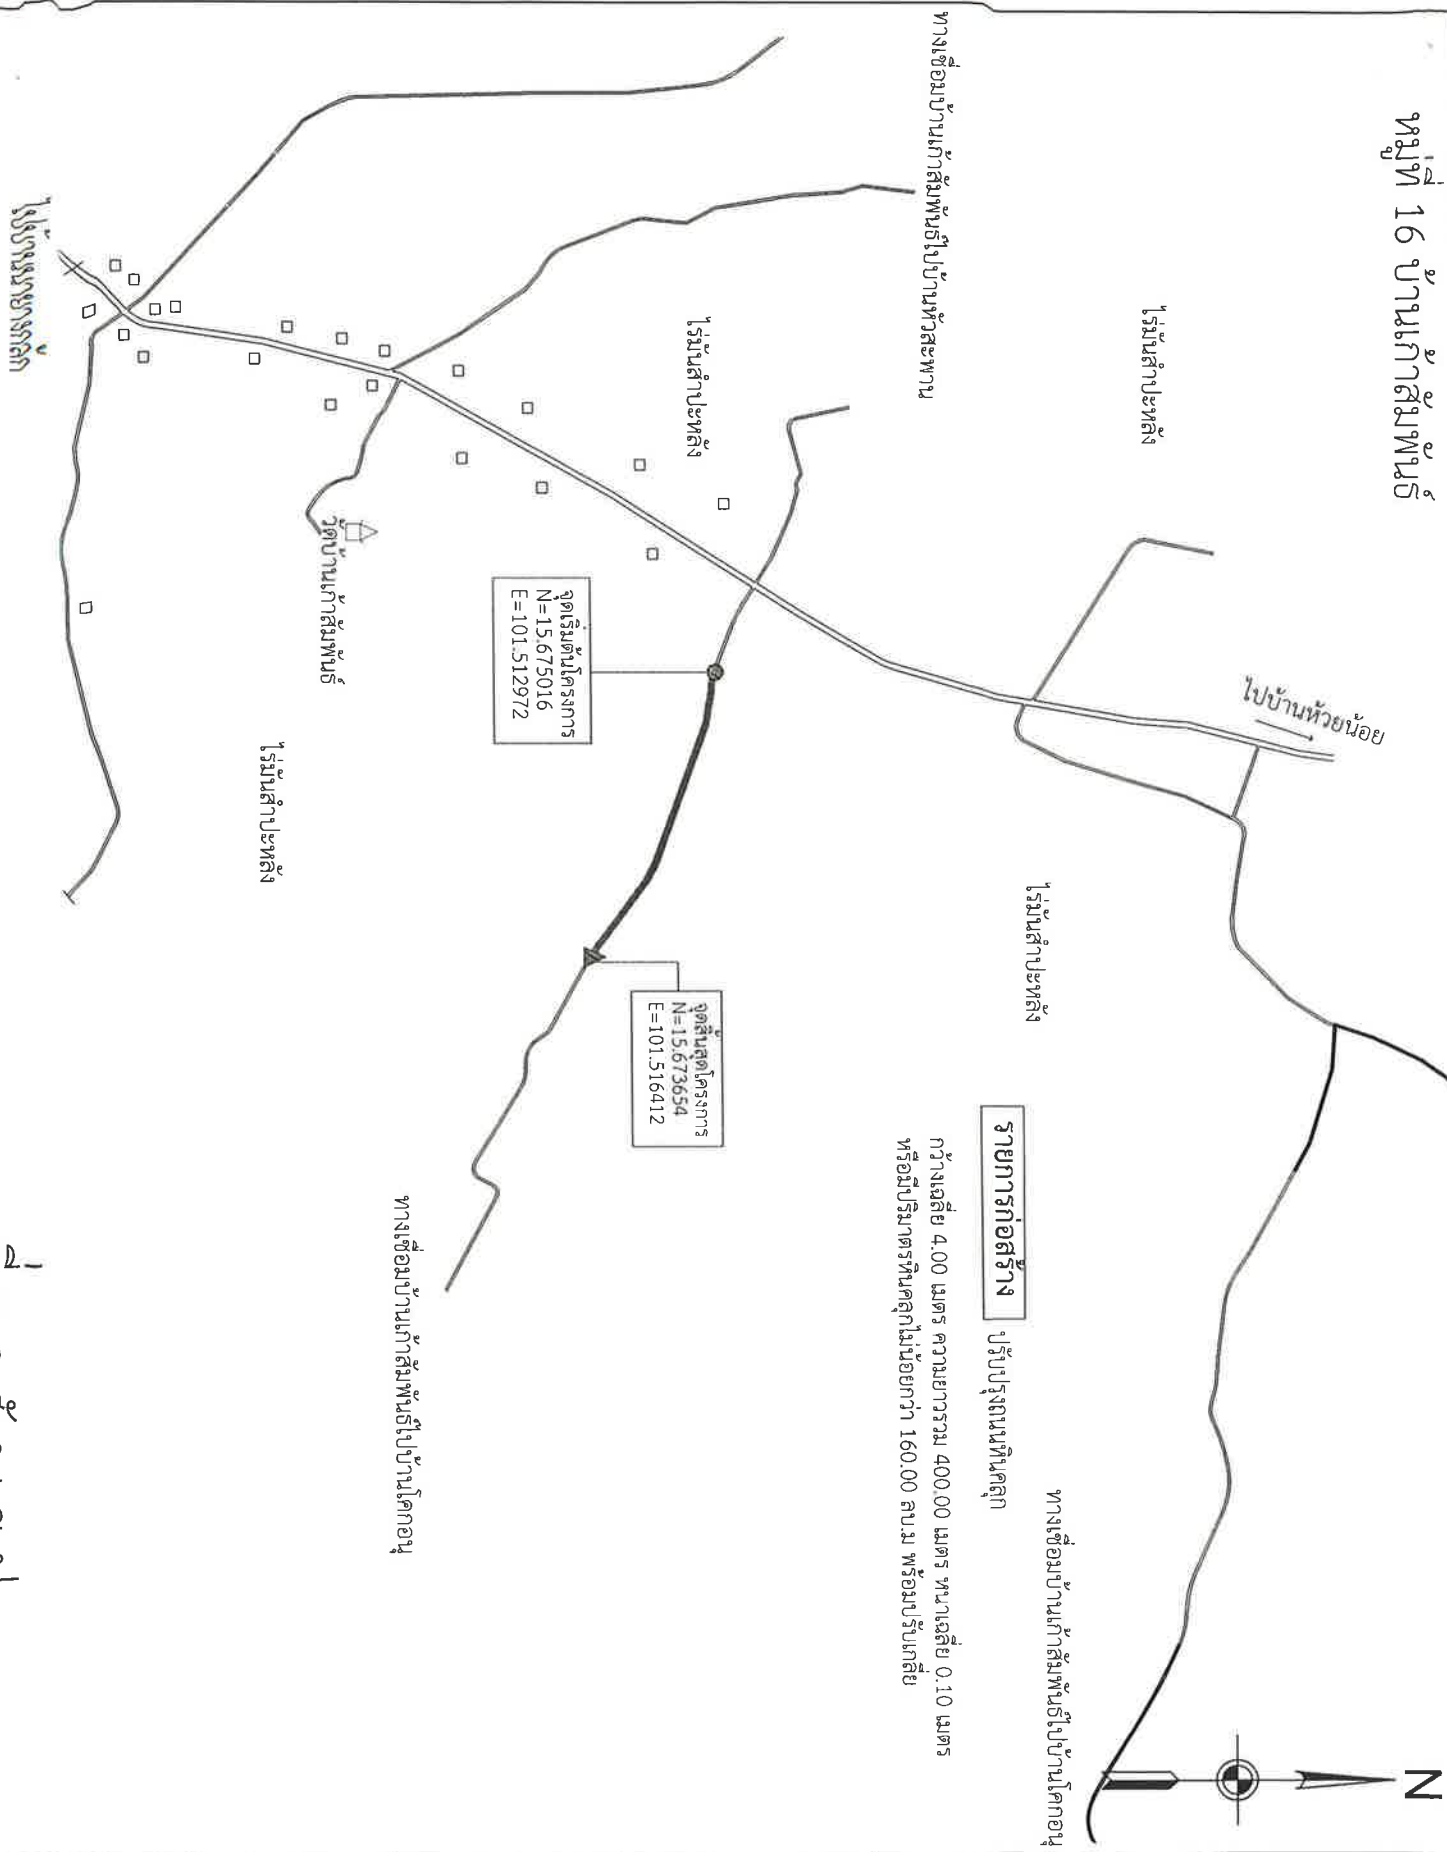 หมู่ที่ 16 บ้านเก้าสัมพันธ์
N
ไร่มันสำปะหลัง
ไปบ้านห้วยน้อย
ทางเชื่อมบ้านเก้าสัมพันธ์ไปบ้านหัวสะพาน
ไร่มันสำปะหลัง
ทางเชื่อมบ้านเก้าสัมพันธ์ไปบ้านโคกอนุ
รายการก่อสร้าง
ปรับปรุงถนนหินคลุก
กว้างเฉลี่ย 4.00 เมตร ความยาวรวม 400.00 เมตร หนาเฉลี่ย 0.10 เมตร
หรือมีปริมาตรหินคลุกไม่น้อยกว่า 160.00 ลบ.ม พร้อมปรับเกลี่ย
ไร่มันสำปะหลัง
จุดสิ้นสุดโครงการ
N=15.673654
E=101.516412
จุดเริ่มต้นโครงการ
N=15.675016
E=101.512972
ทางเชื่อมบ้านเก้าสัมพันธ์ไปบ้านโคกอนุ
วัดบ้านเก้าสัมพันธ์
ไร่มันสำปะหลัง